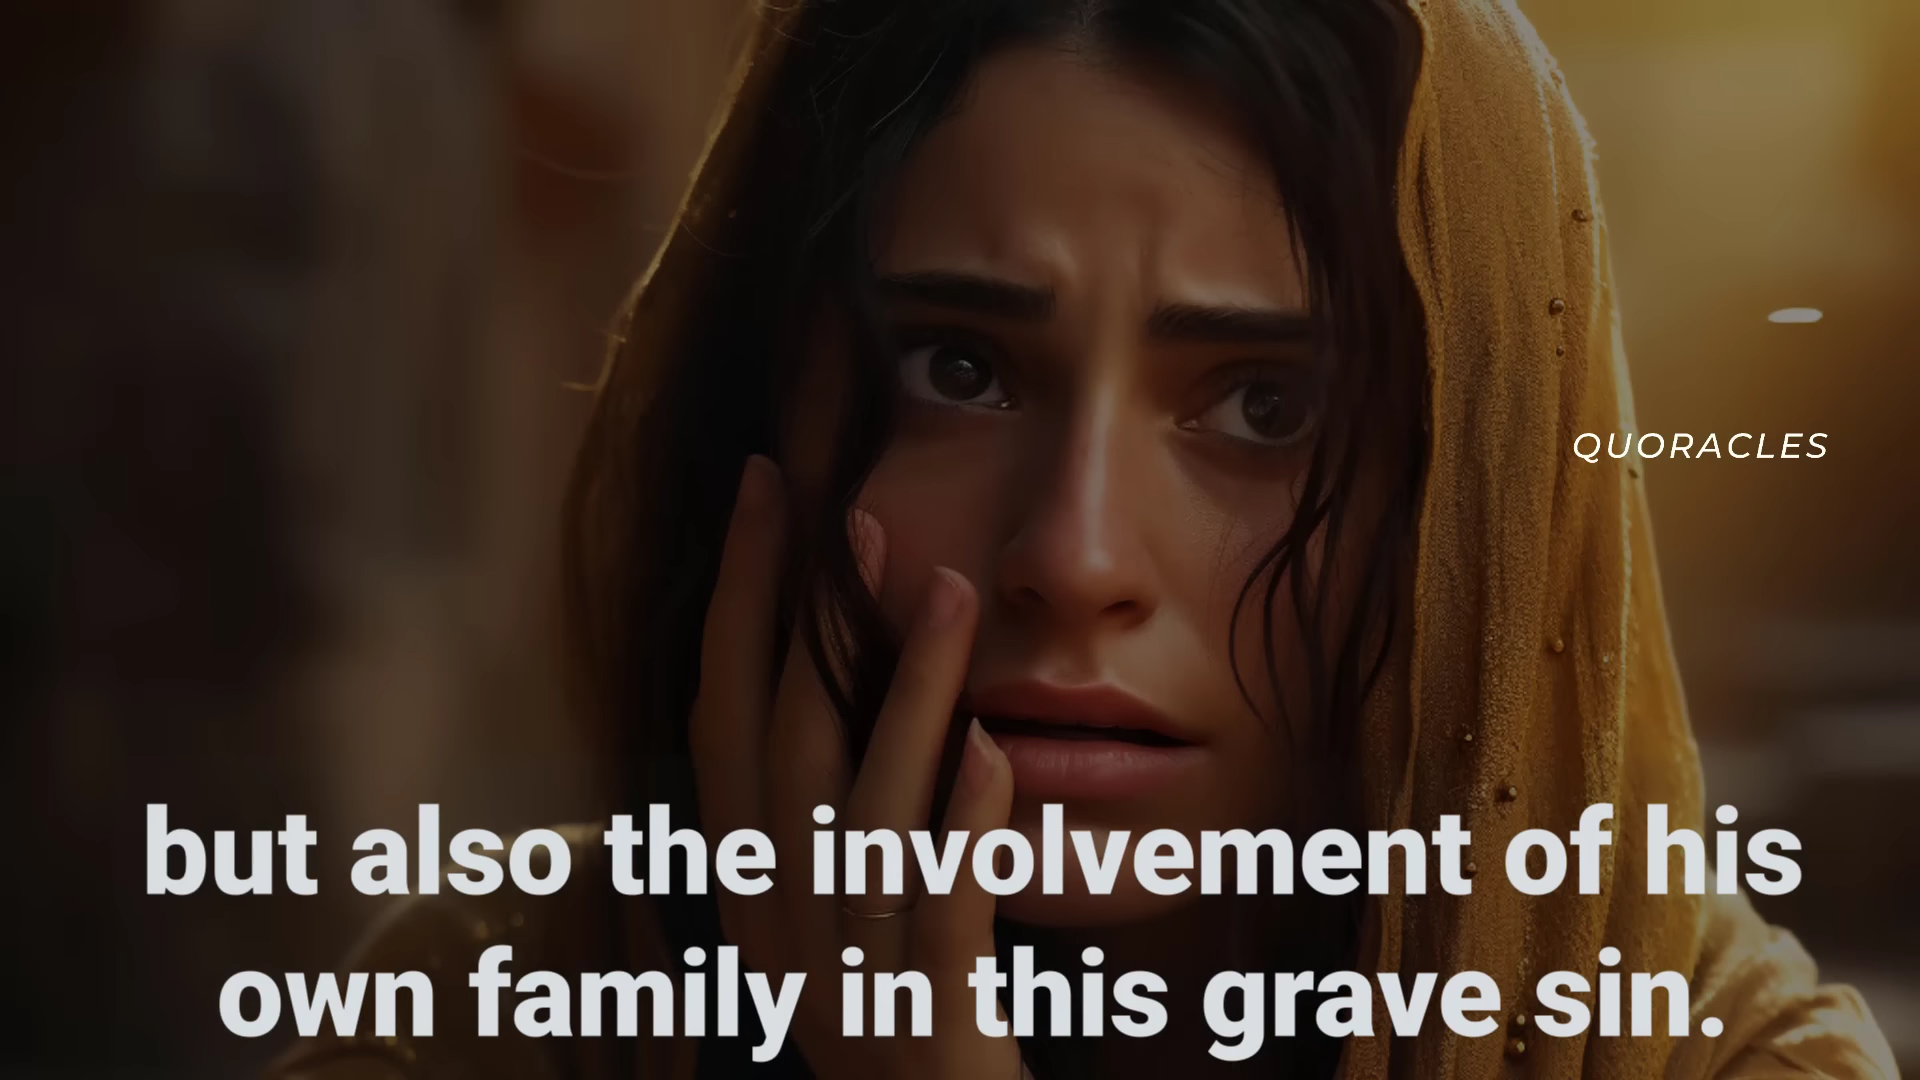 QUORACLES
but also the involvement of his
own family in this grave sin.